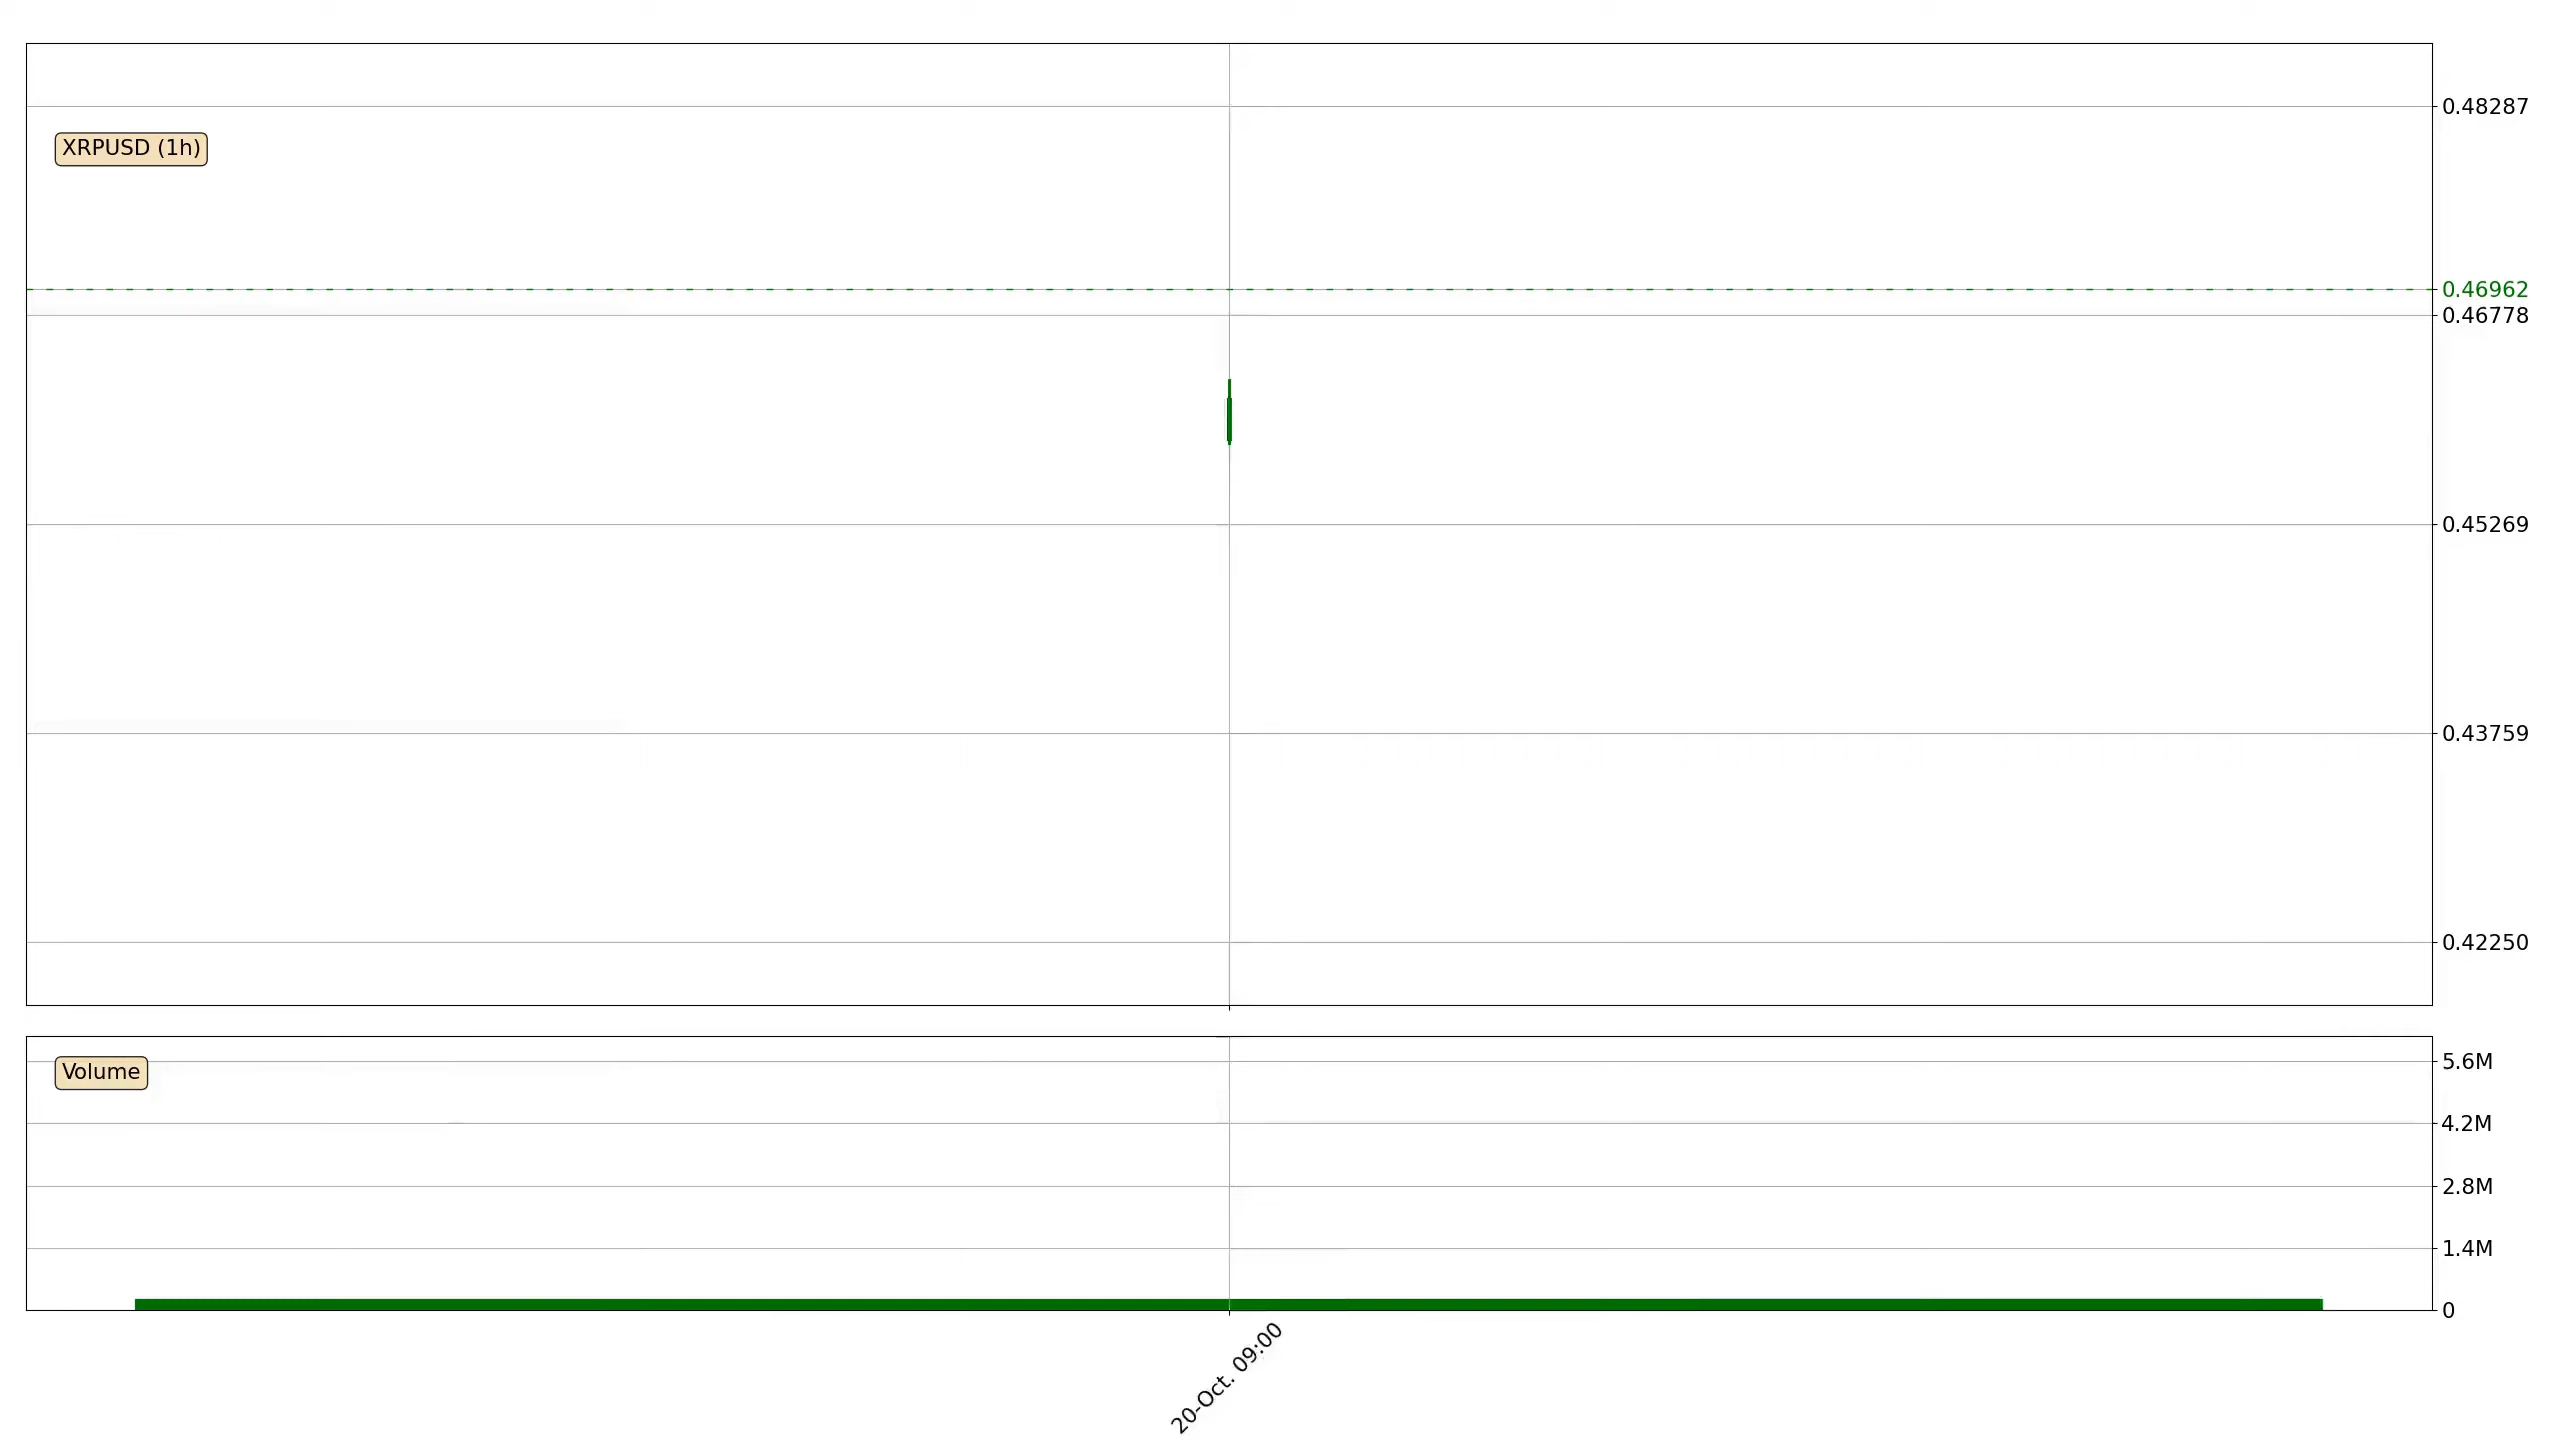 0.48287
XRPUSD (1h)
0.46962
0.46778
0.45269
0.43759
0.42250
Volume
5.6M
4.2M
2.8M
1.4M
0
20-Oct. 09:00